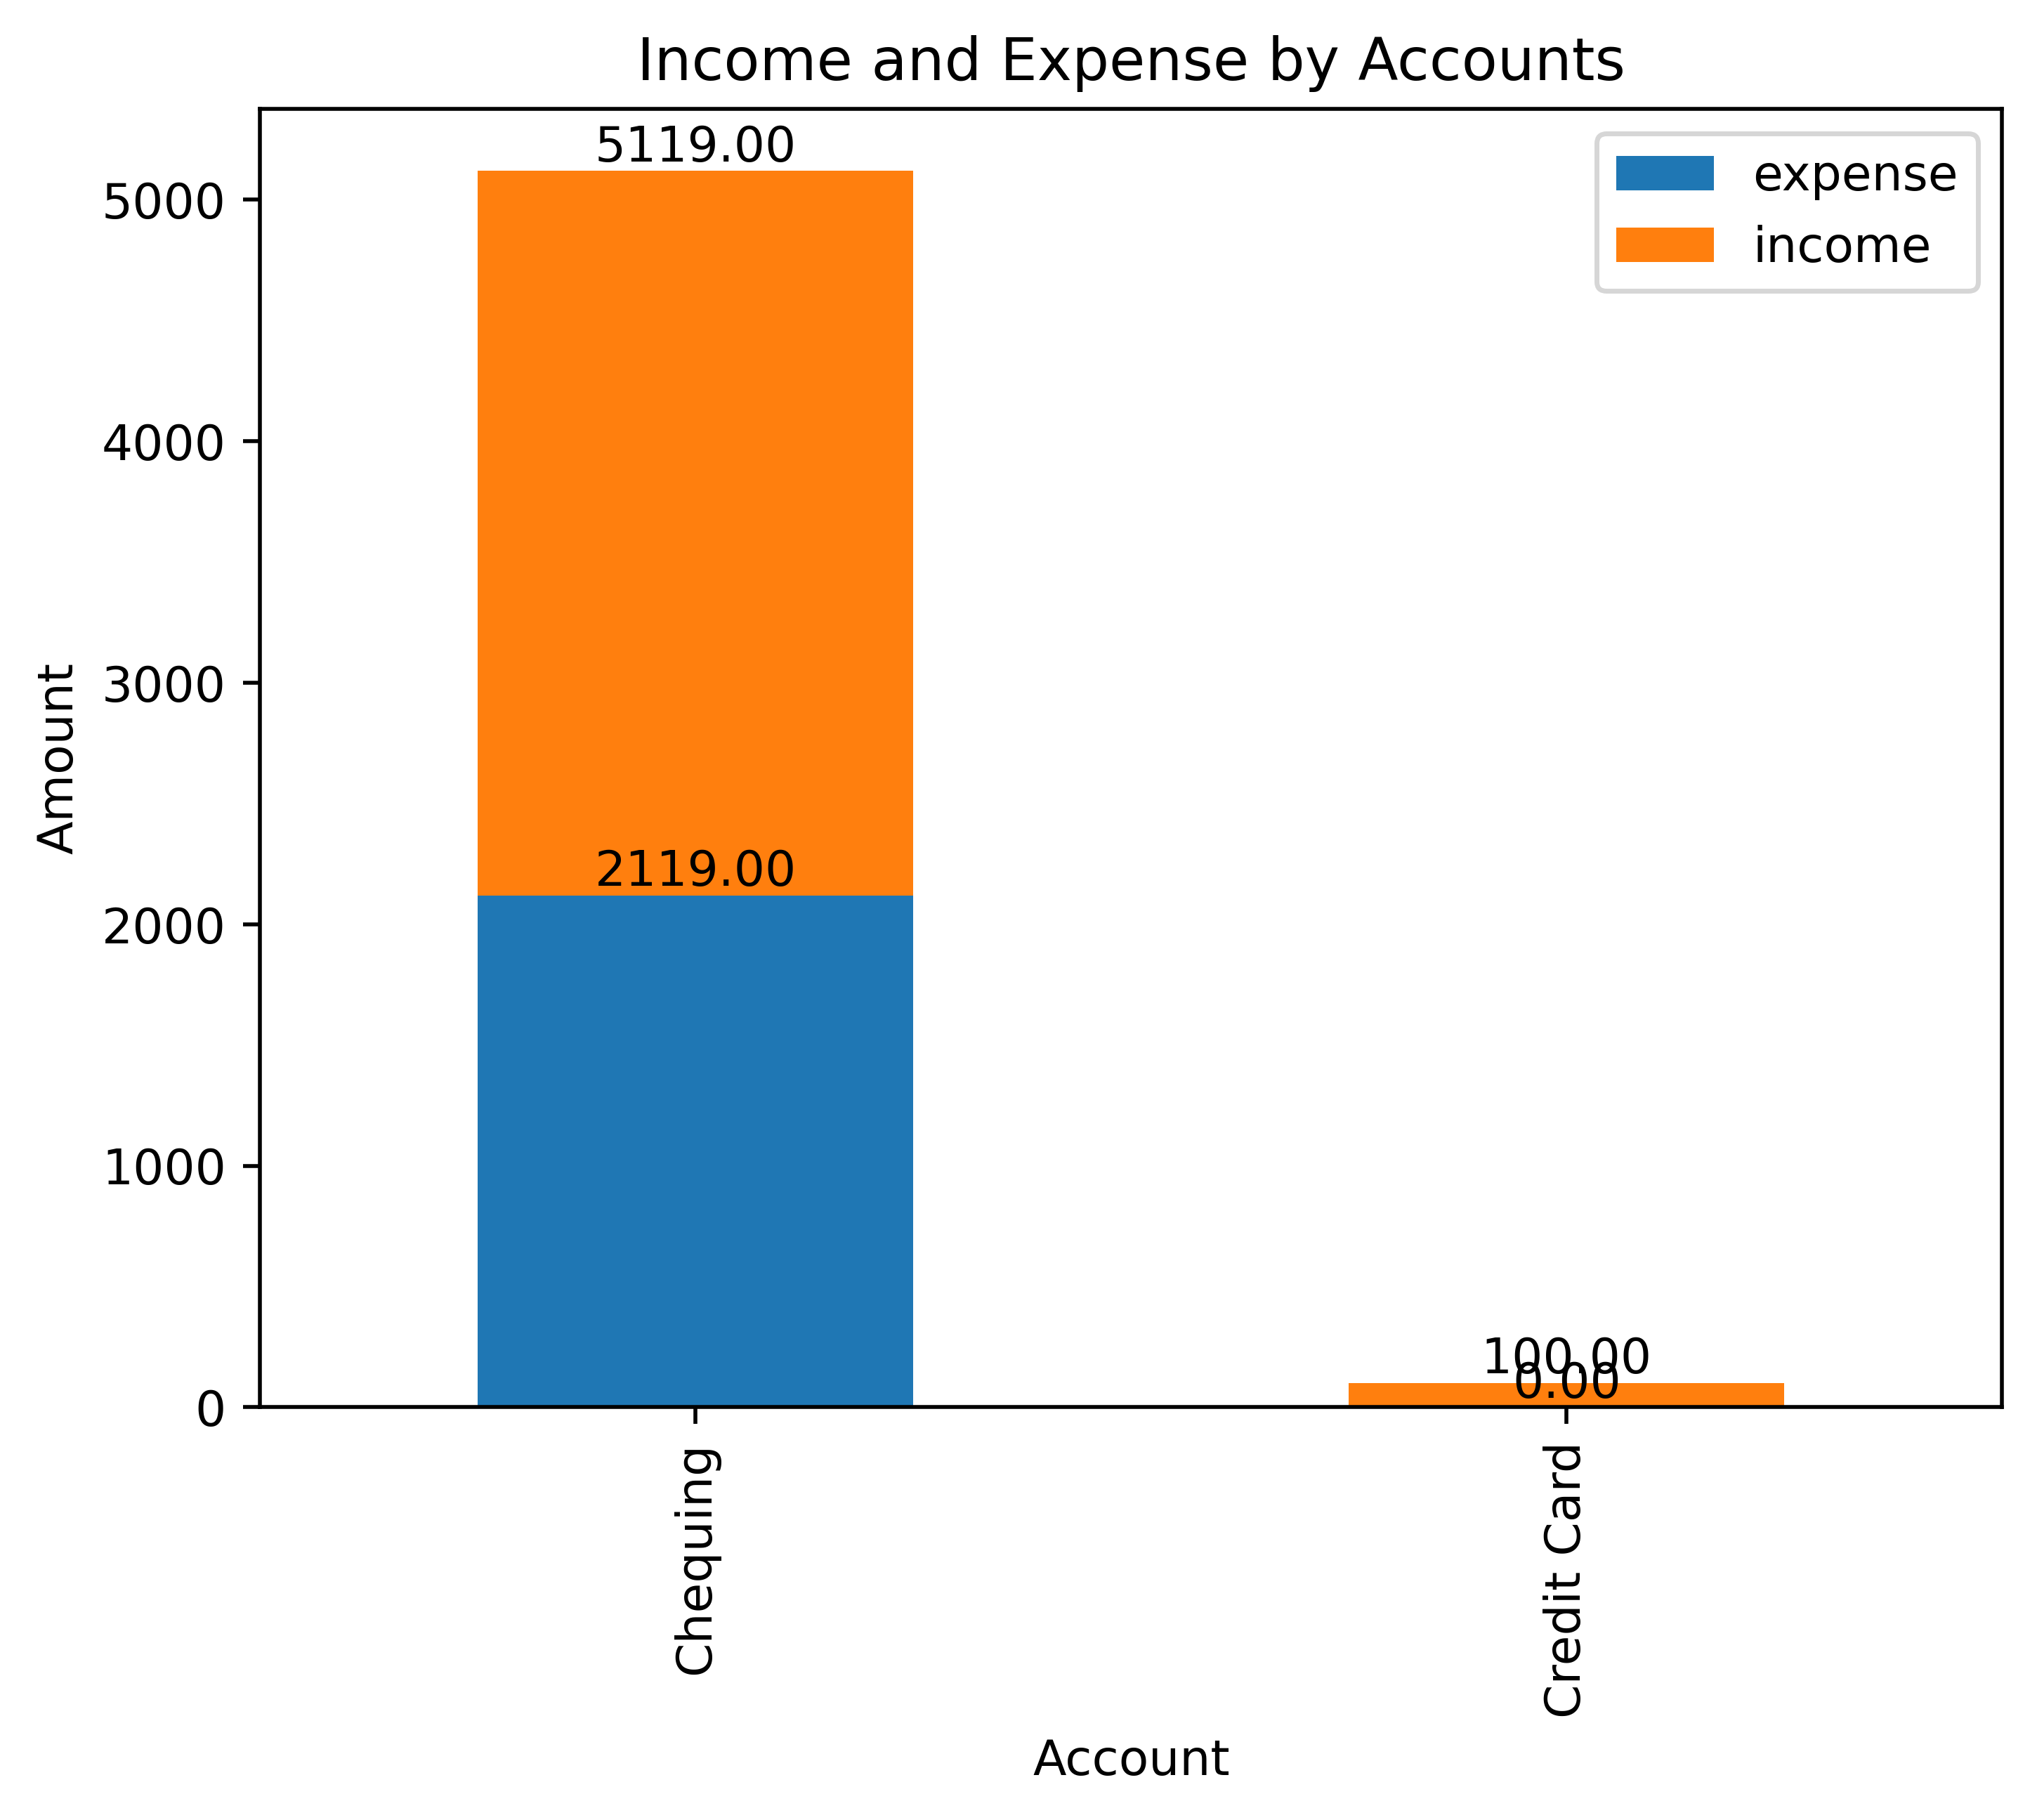 Income and Expense by Accounts
5119.00
expense
income
5000
4000
3000
2119.00
2000
1000
100.00
0.00
0
Amount
Chequing
Credit Card
Account